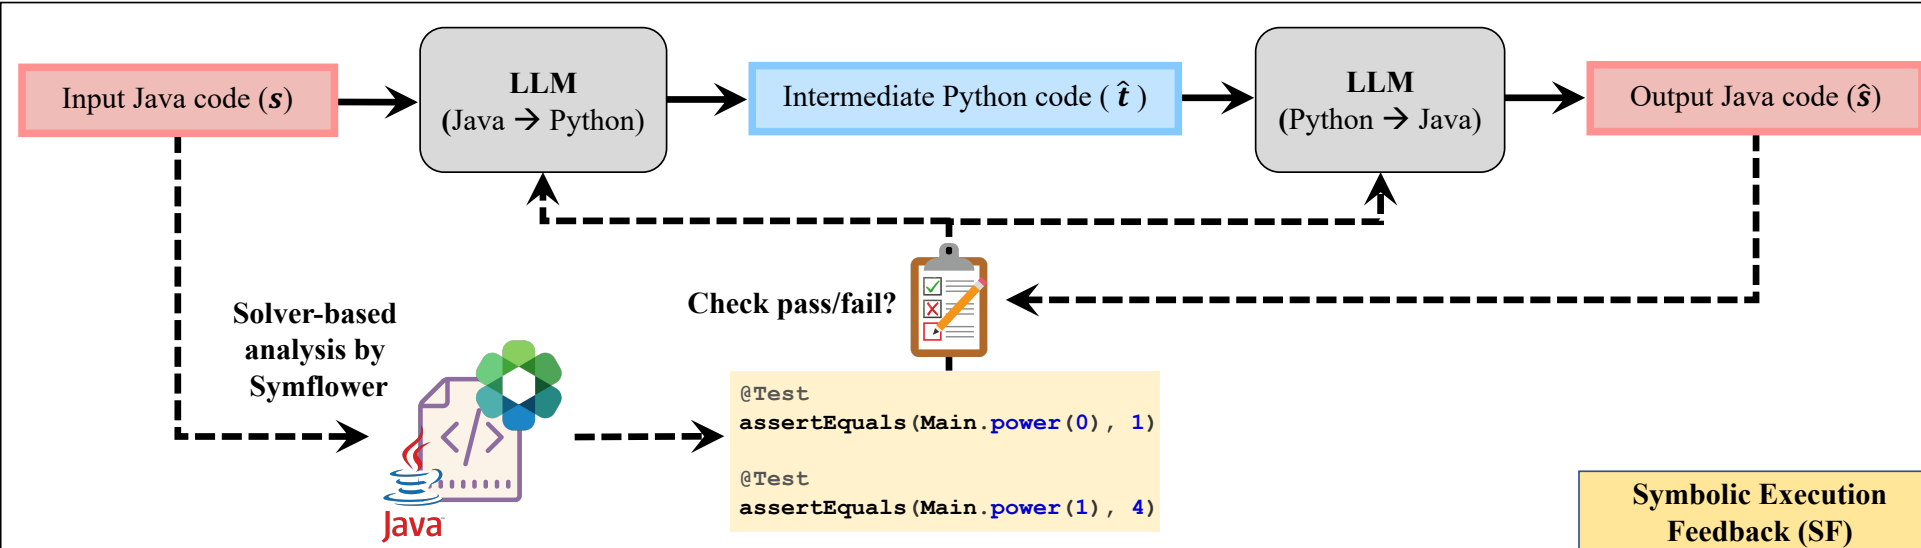 Input Java code (s)
LLM
(Java → Python)
Intermediate Python code ( t̂ )
LLM
(Python → Java)
Output Java code (ŝ)
Check pass/fail?
Solver-based
analysis by
Symflower
</>
Java
@Test
assertEquals(Main.power(0), 1)
@Test
assertEquals(Main.power(1), 4)
Symbolic Execution
Feedback (SF)